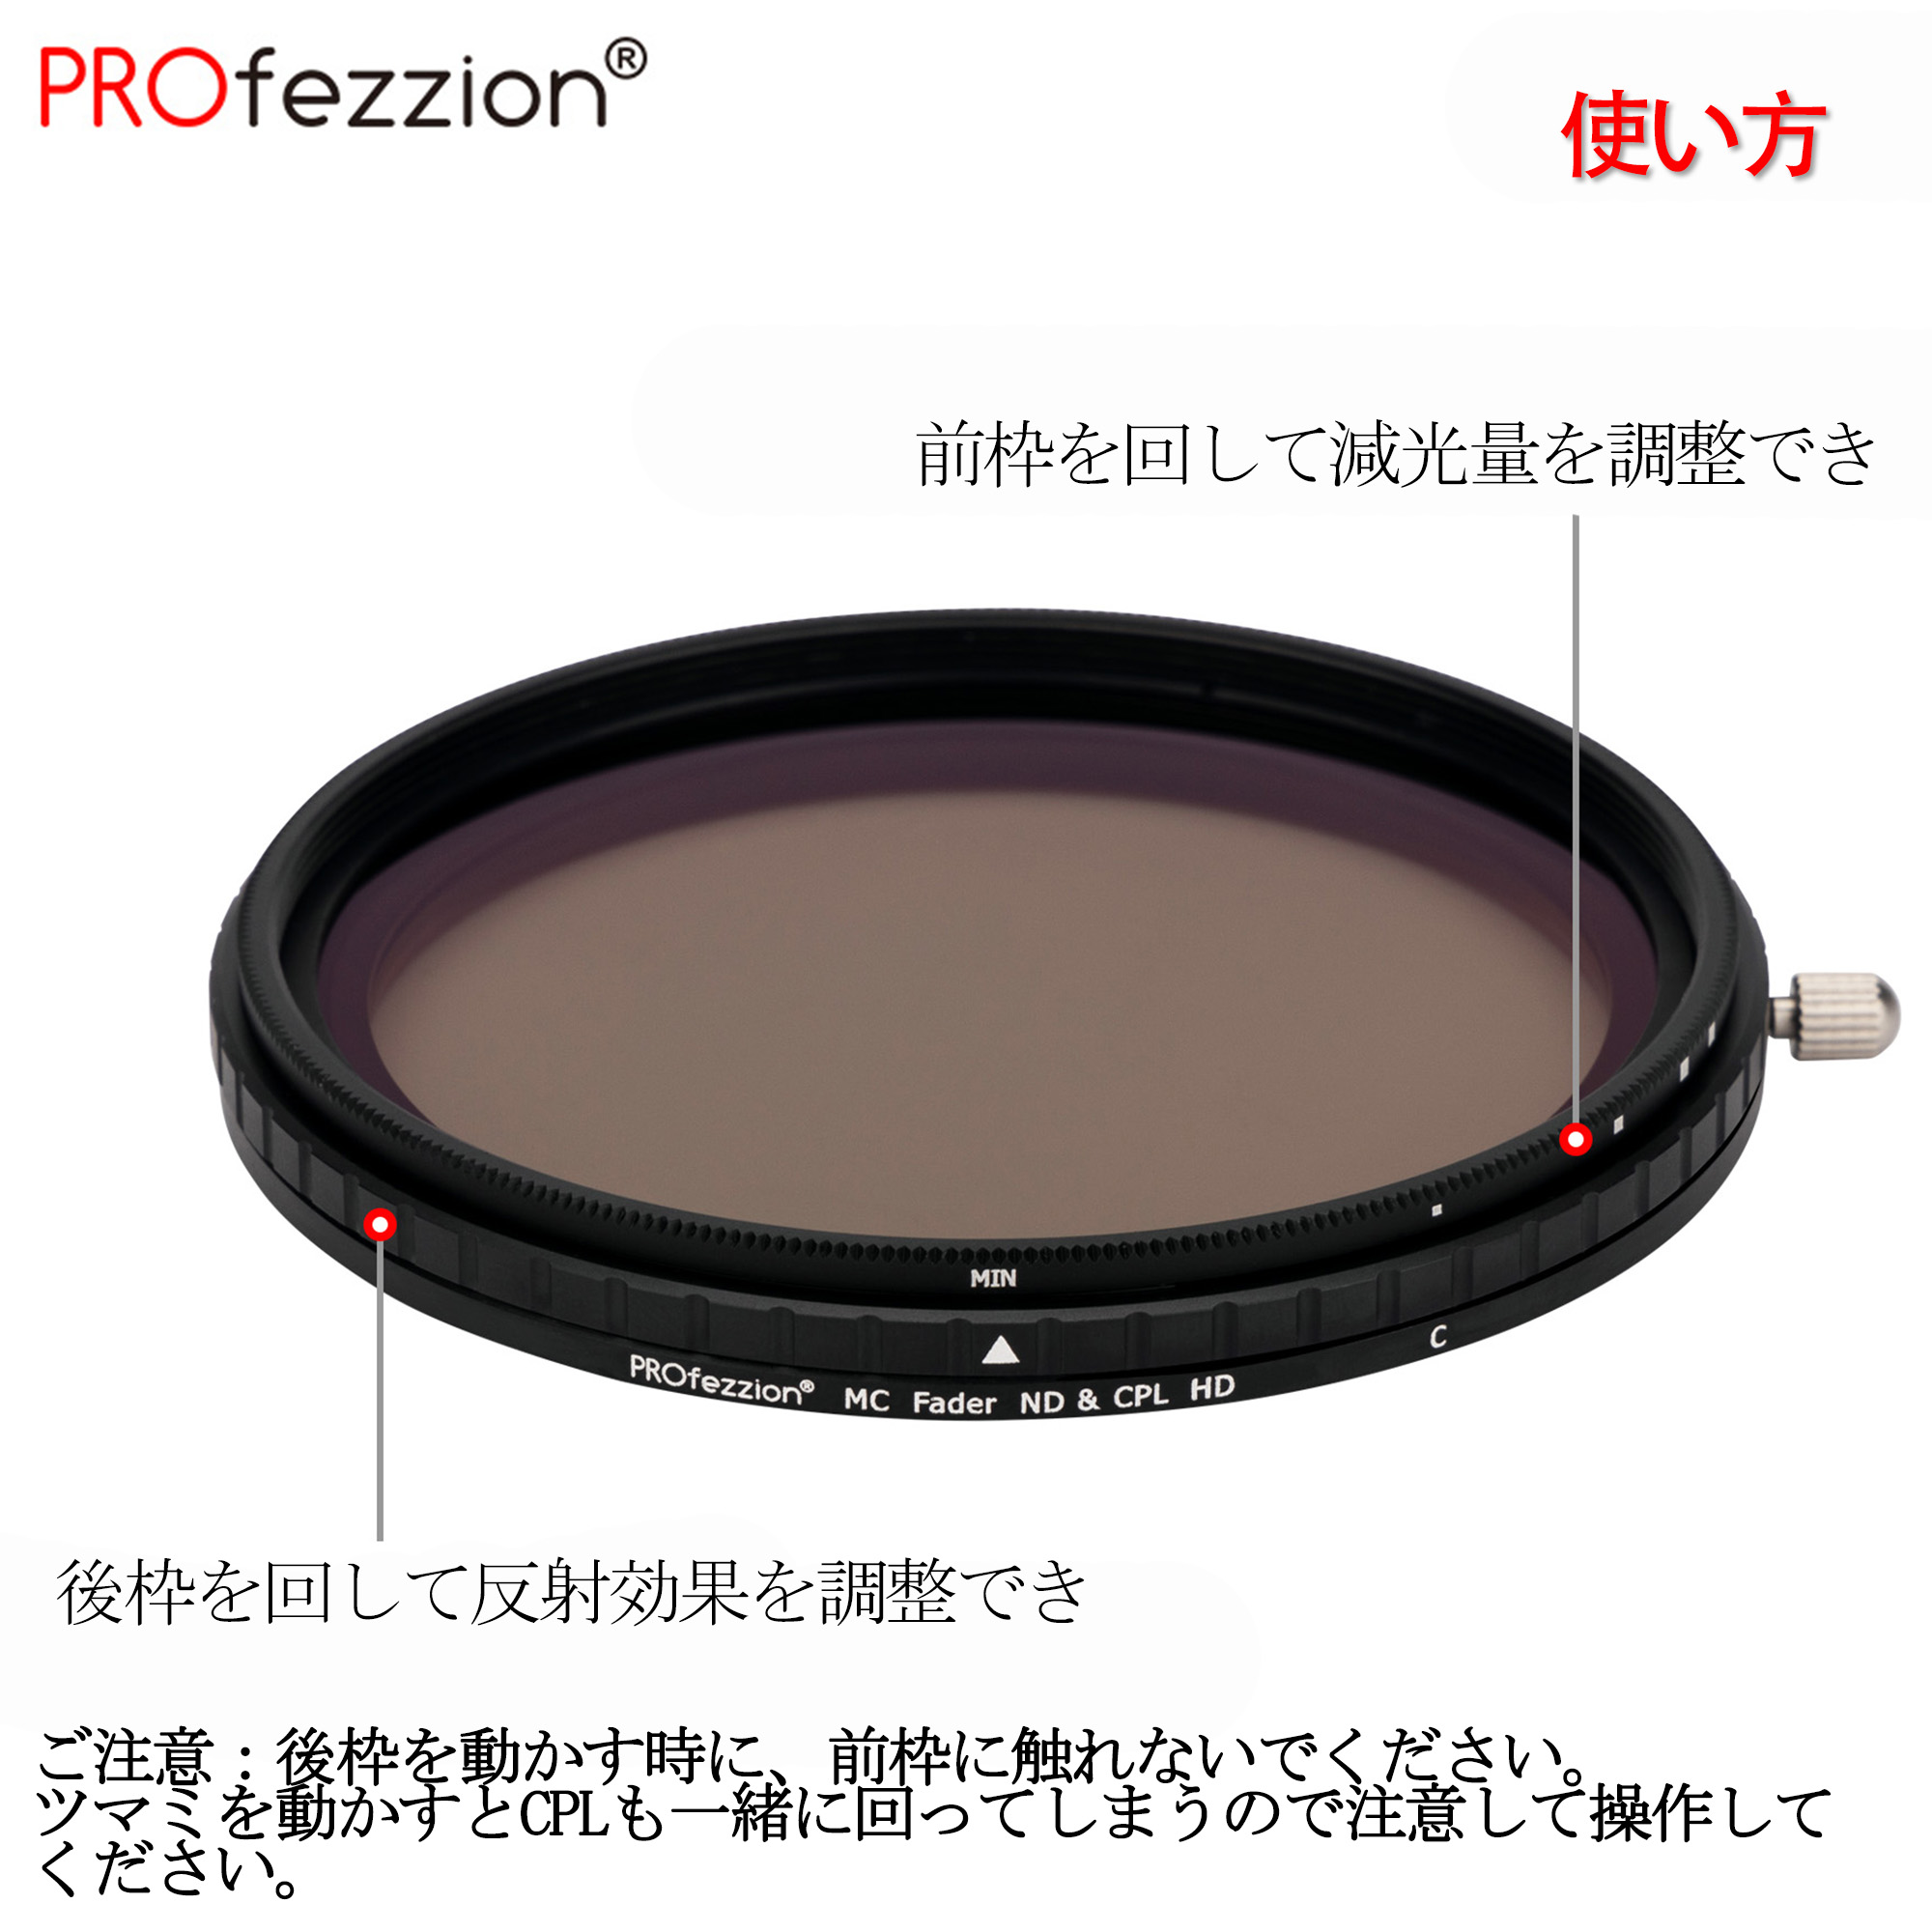 PROfezzion®
使い方
前枠を回して減光量を調整でき
MIN
C
PROfezzion® MC Fader ND & CPL HD
後枠を回して反射効果を調整でき
ご注意：後枠を動かす時に、前枠に触れないでください。
ツマミを動かすとCPLも一緒に回ってしまうので注意して操作して
ください。